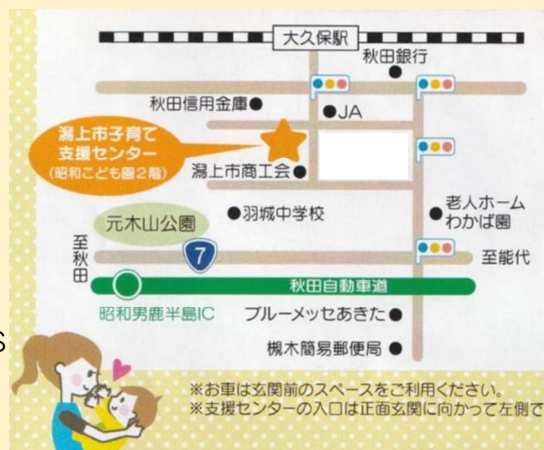 大久保駅
秋田銀行
秋田信用金庫
JA
潟上市子育て
支援センター
(昭和こども園2階)
潟上市商工会
元木山公園
羽城中学校
老人ホーム
わかば園
至秋田
7
至能代
秋田自動車道
昭和男鹿半島IC
ブルーメッセあきた
槻木簡易郵便局
※お車は玄関前のスペースをご利用ください。
※支援センターの入口は正面玄関に向かって左側で